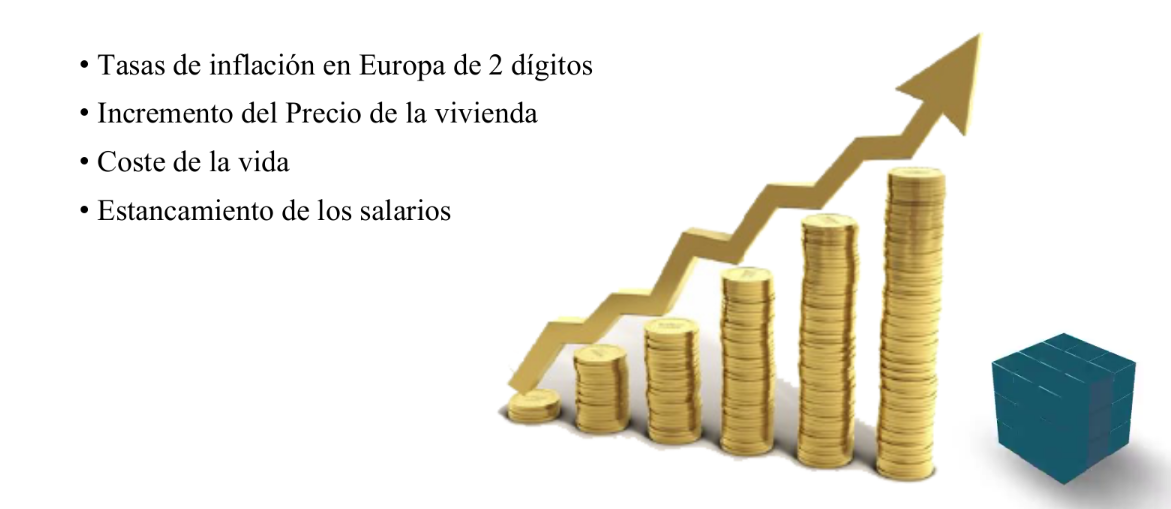 • Tasas de inflación en Europa de 2 dígitos
• Incremento del Precio de la vivienda
• Coste de la vida
• Estancamiento de los salarios